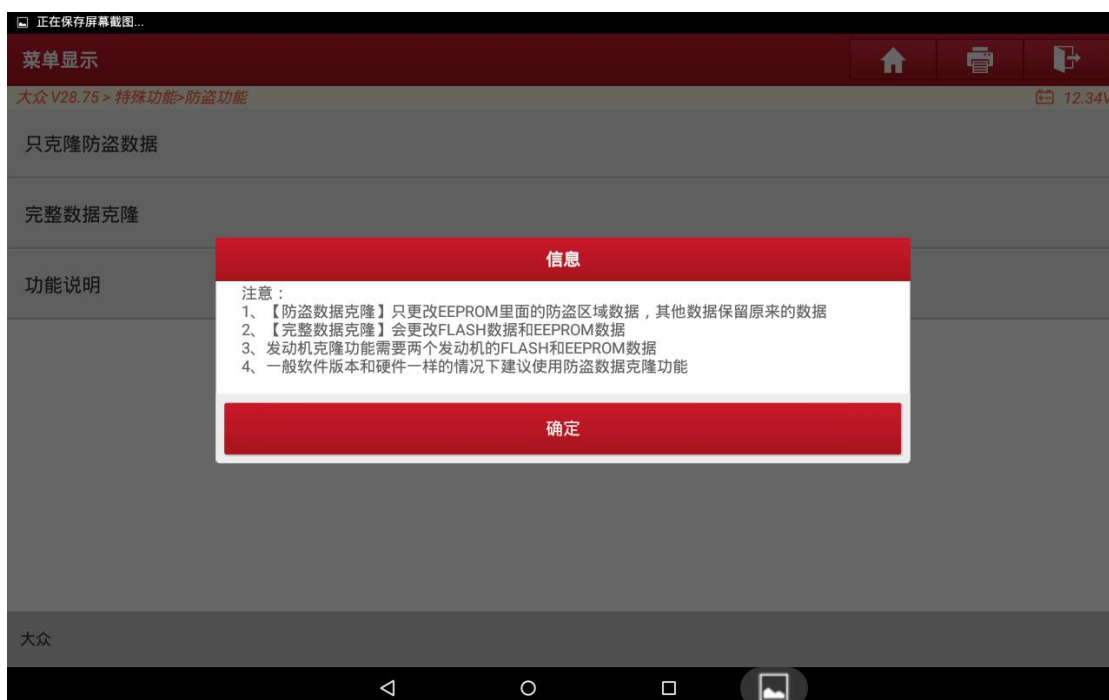 正在保存屏幕截图...
菜单显示
大众 V28.75 > 特殊功能>防盗功能
12.34V
只克隆防盗数据
完整数据克隆
功能说明
信息
注意：
1、【防盗数据克隆】只更改EEPROM里面的防盗区域数据，其他数据保留原来的数据
2、【完整数据克隆】会更改FLASH数据和EEPROM数据
3、发动机克隆功能需要两个发动机的FLASH和EEPROM数据
4、一般软件版本和硬件一样的情况下建议使用防盗数据克隆功能
确定
大众